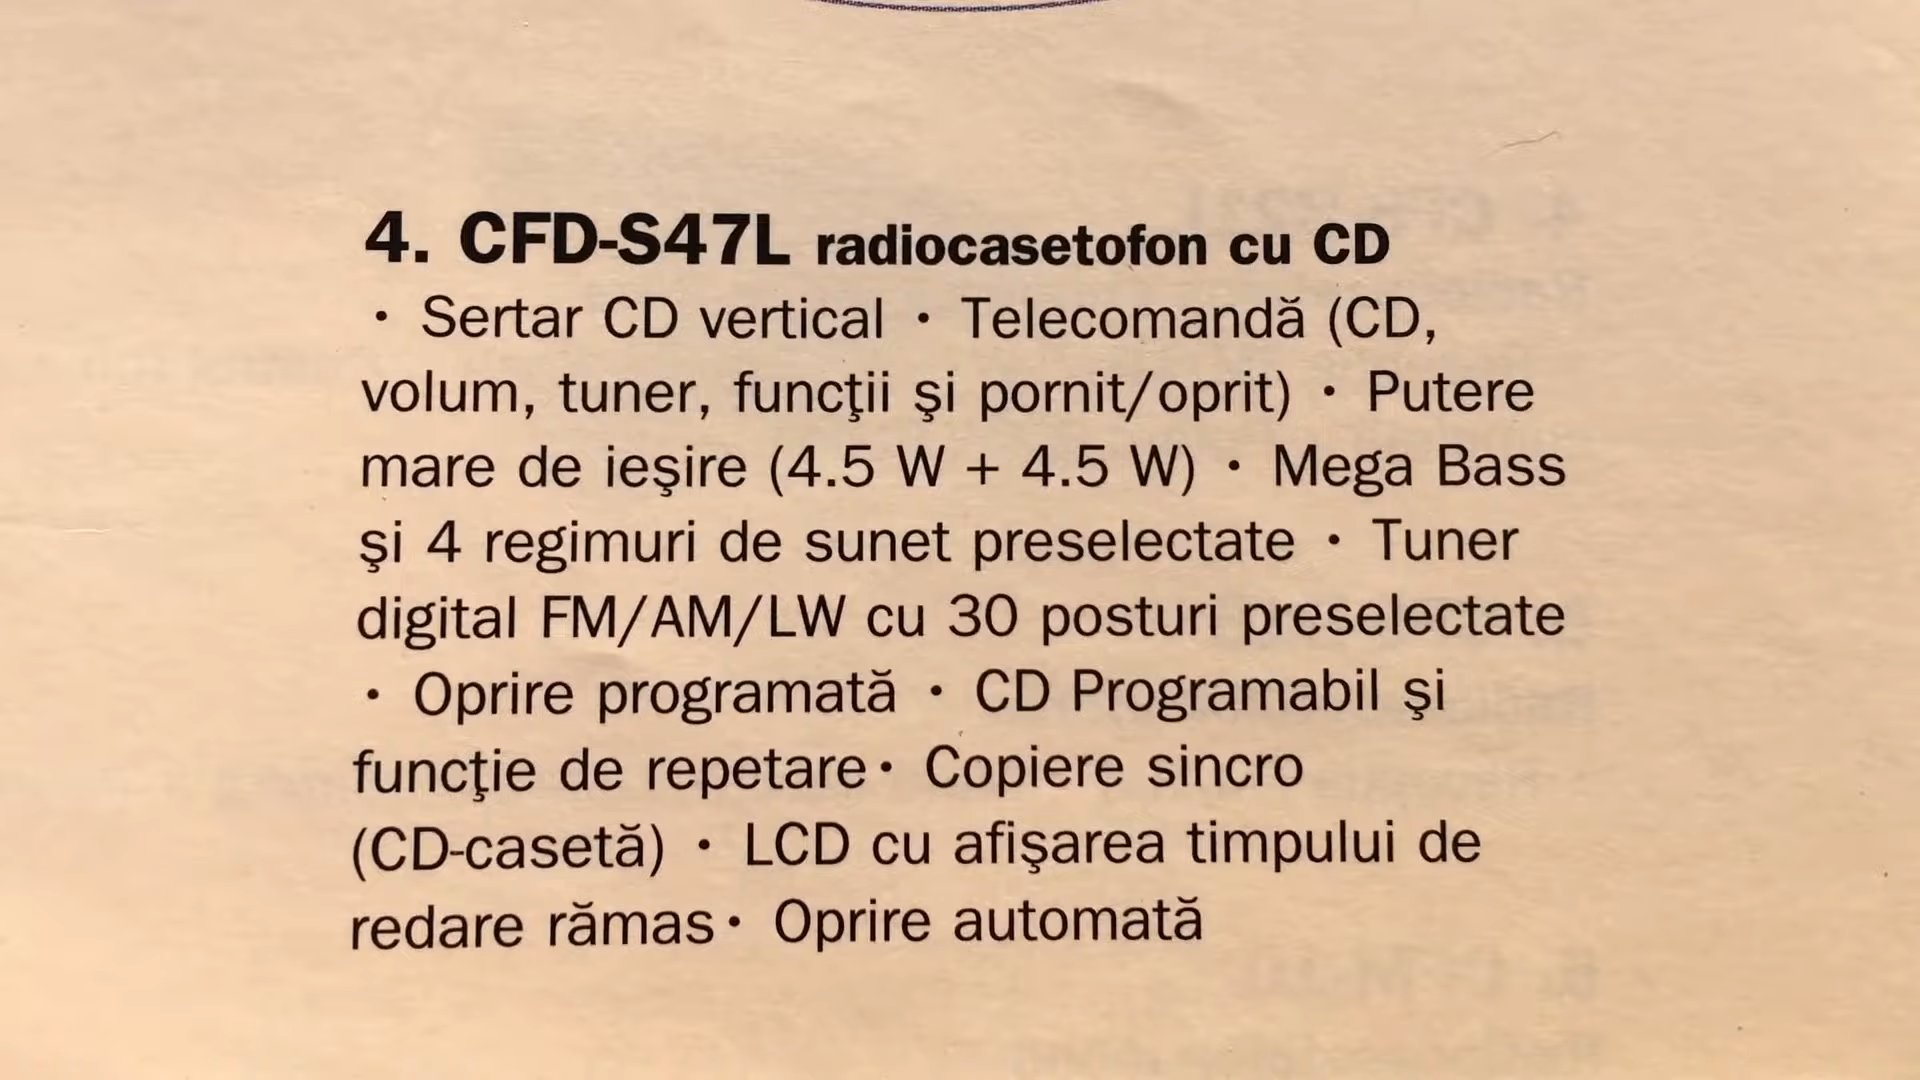 4. CFD-S47L radiocasetofon cu CD
· Sertar CD vertical · Telecomandă (CD,
volum, tuner, funcţii şi pornit/oprit) · Putere
mare de ieşire (4.5 W + 4.5 W) · Mega Bass
şi 4 regimuri de sunet preselectate · Tuner
digital FM/AM/LW cu 30 posturi preselectate
· Oprire programată · CD Programabil şi
funcţie de repetare· Copiere sincro
(CD-casetă) · LCD cu afişarea timpului de
redare rămas· Oprire automată